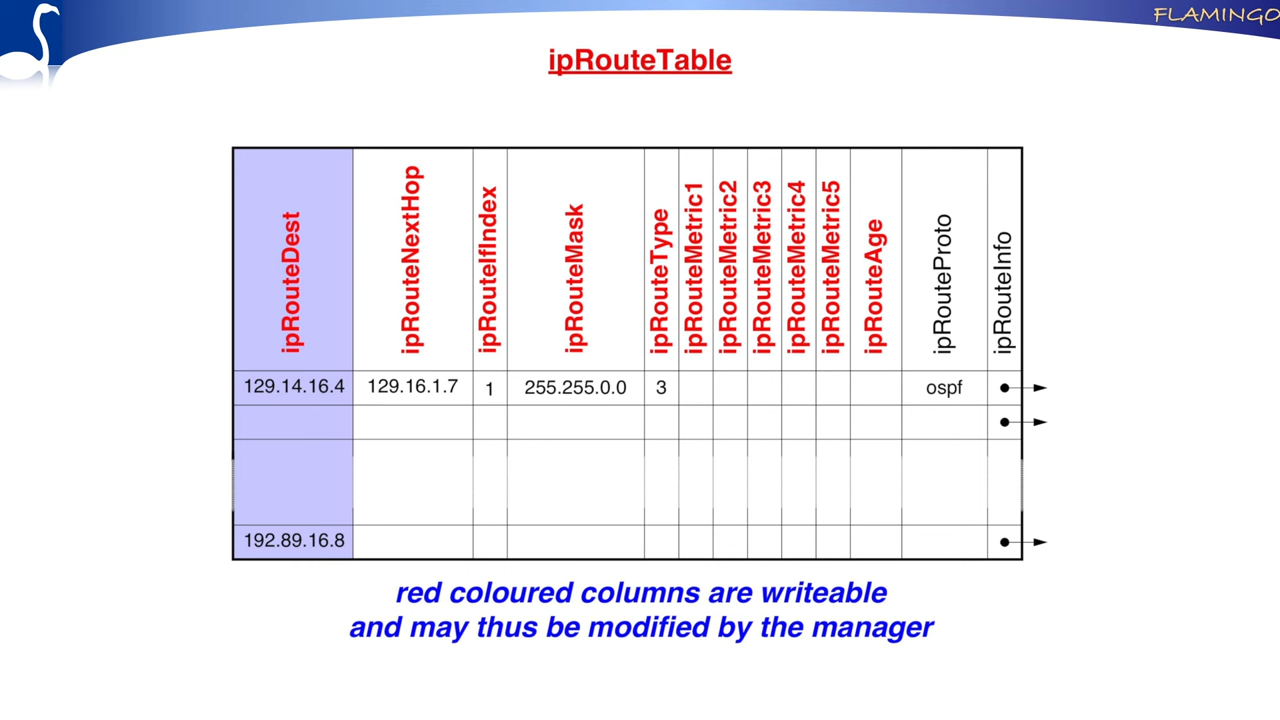 FLAMINGO
ipRouteTable
ipRouteDest
ipRouteNextHop
ipRouteIfIndex
ipRouteMask
ipRouteType
ipRouteMetric1
ipRouteMetric2
ipRouteMetric3
ipRouteMetric4
ipRouteMetric5
ipRouteAge
ipRouteProto
ipRouteInfo
129.14.16.4 129.16.1.7 1 255.255.0.0 3 ospf
192.89.16.8
red coloured columns are writeable
and may thus be modified by the manager